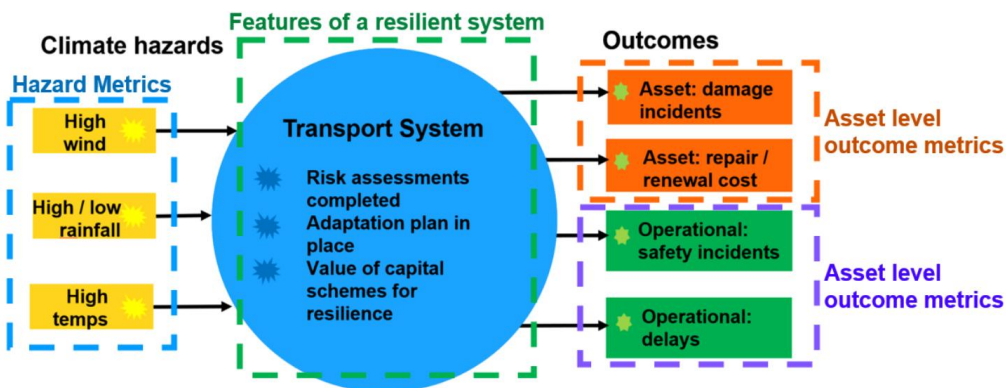 Features of a resilient system
Climate hazards
Outcomes
Hazard Metrics
High
wind
High / low
rainfall
High
temps
Transport System
Risk assessments
completed
Adaptation plan in
place
Value of capital
schemes for
resilience
Asset: damage
incidents
Asset: repair /
renewal cost
Operational:
safety incidents
Operational:
delays
Asset level
outcome metrics
Asset level
outcome metrics